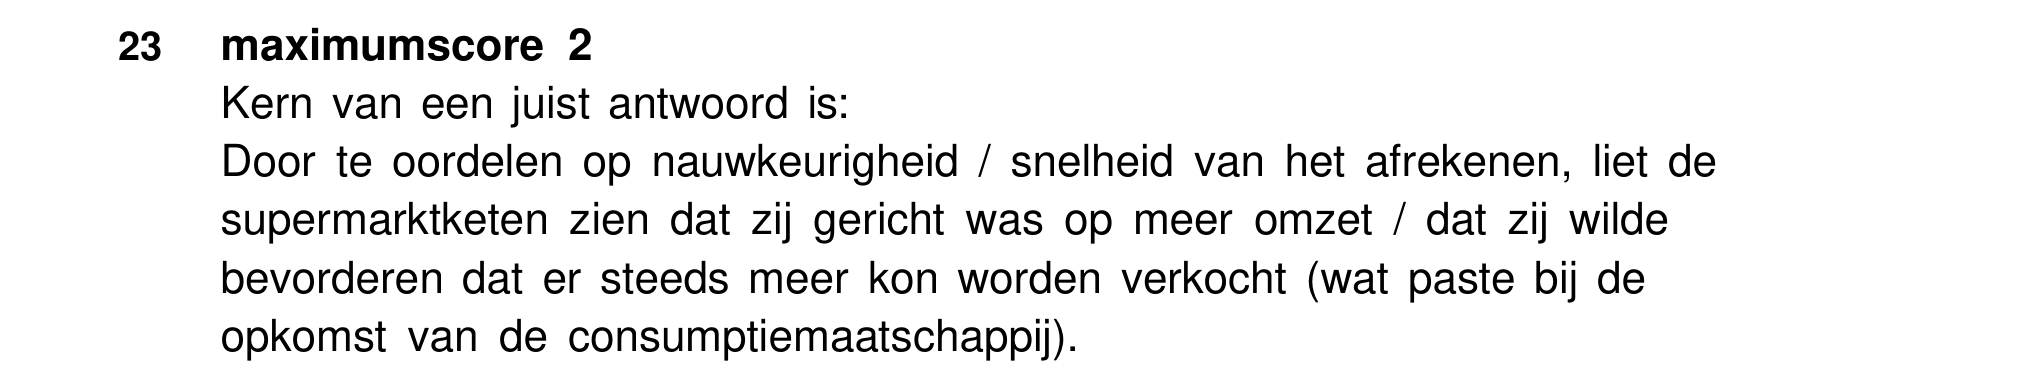 23 maximumscore 2
Kern van een juist antwoord is:
Door te oordelen op nauwkeurigheid / snelheid van het afrekenen, liet de
supermarktketen zien dat zij gericht was op meer omzet / dat zij wilde
bevorderen dat er steeds meer kon worden verkocht (wat paste bij de
opkomst van de consumptiemaatschappij).